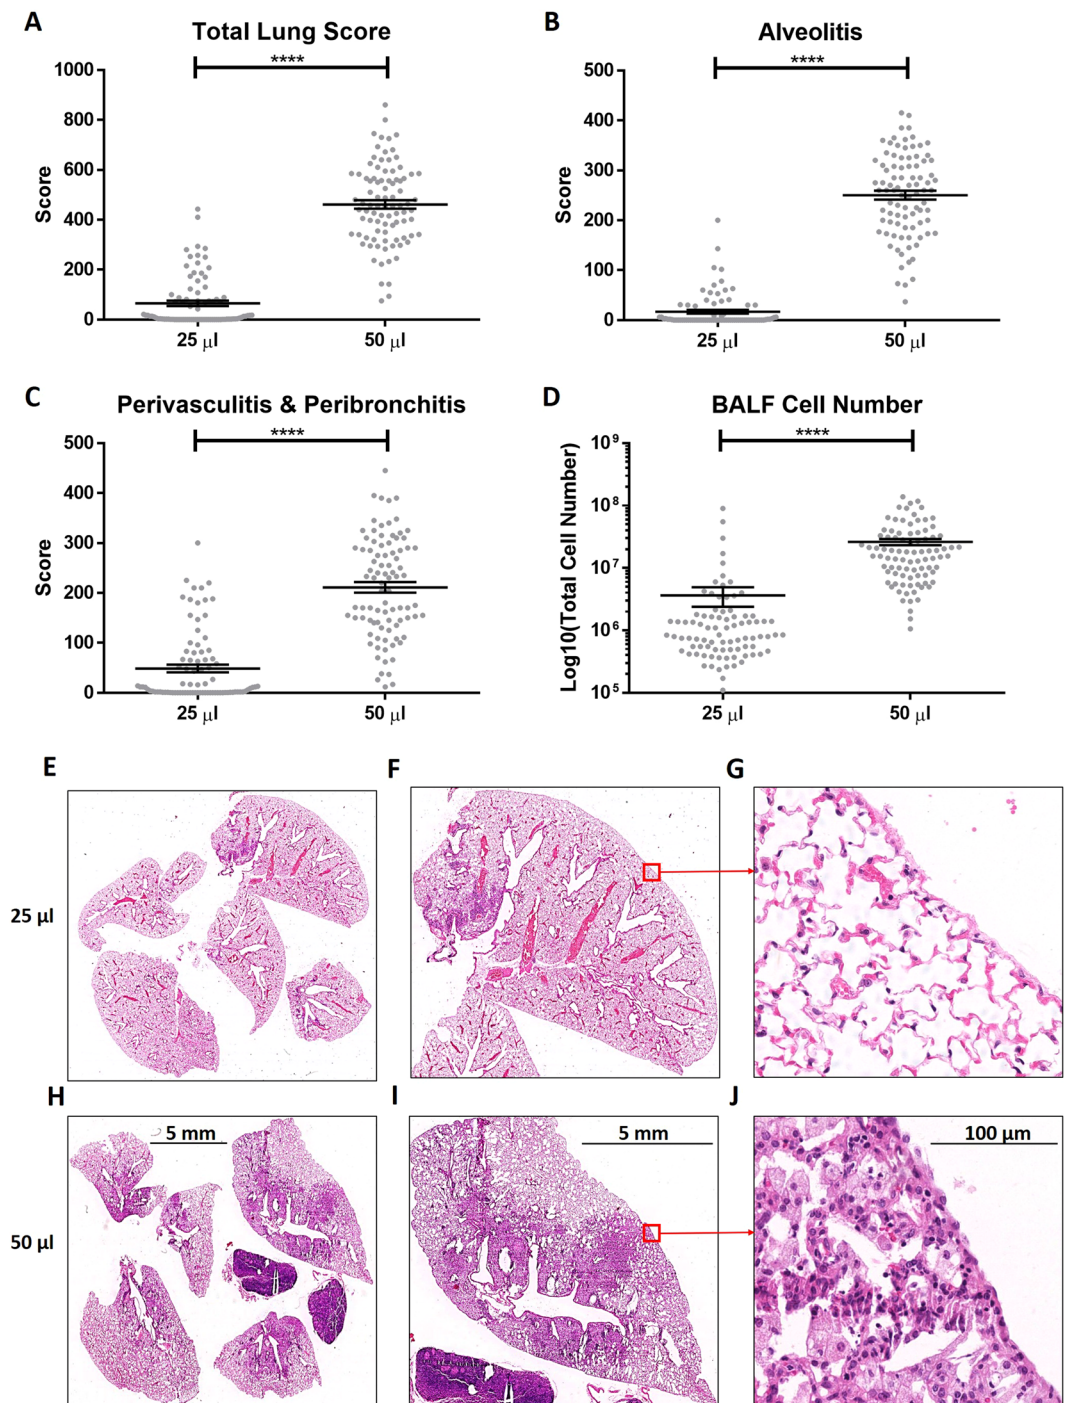 A
Total Lung Score
****
1000
800
600
400
200
0
Score
25 µl
50 µl
B
Alveolitis
****
500
400
300
200
100
0
Score
25 µl
50 µl
C
Perivasculitis & Peribronchitis
****
500
400
300
200
100
0
Score
25 µl
50 µl
D
BALF Cell Number
****
10⁹
10⁸
10⁷
10⁶
10⁵
Log10(Total Cell Number)
25 µl
50 µl
E
F
G
25 µl
H
I
J
5 mm
5 mm
100 µm
50 µl